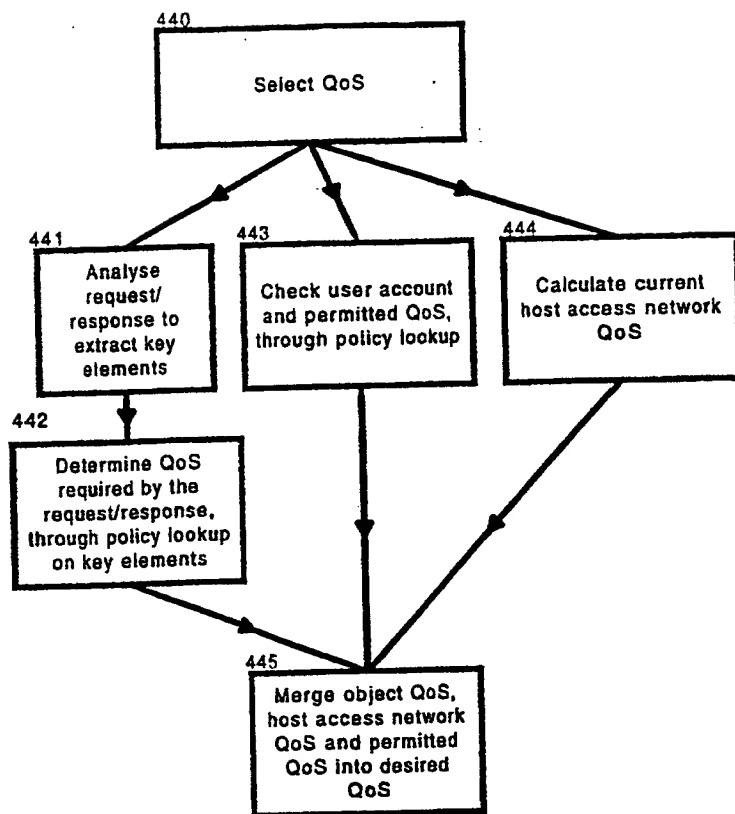 440
Select QoS
441
Analyse
request/
response to
extract key
elements
443
Check user account
and permitted QoS,
through policy lookup
444
Calculate current
host access network
QoS
442
Determine QoS
required by the
request/response,
through policy lookup
on key elements
445
Merge object QoS,
host access network
QoS and permitted
QoS into desired
QoS